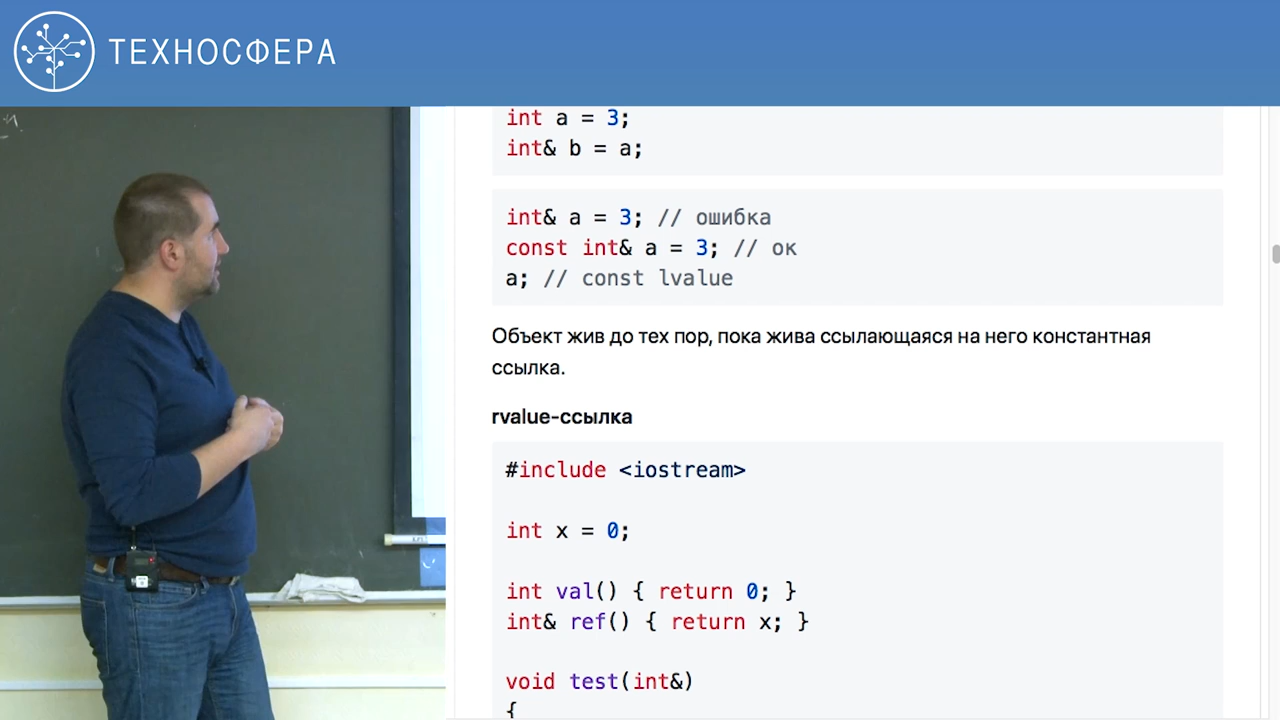 ТЕХНОСФЕРА
int a = 3;
int& b = a;
int& a = 3; // ошибка
const int& a = 3; // ок
a; // const lvalue
Объект жив до тех пор, пока жива ссылающаяся на него константная
ссылка.
rvalue-ссылка
#include <iostream>
int x = 0;
int val() { return 0; }
int& ref() { return x; }
void test(int&)
{